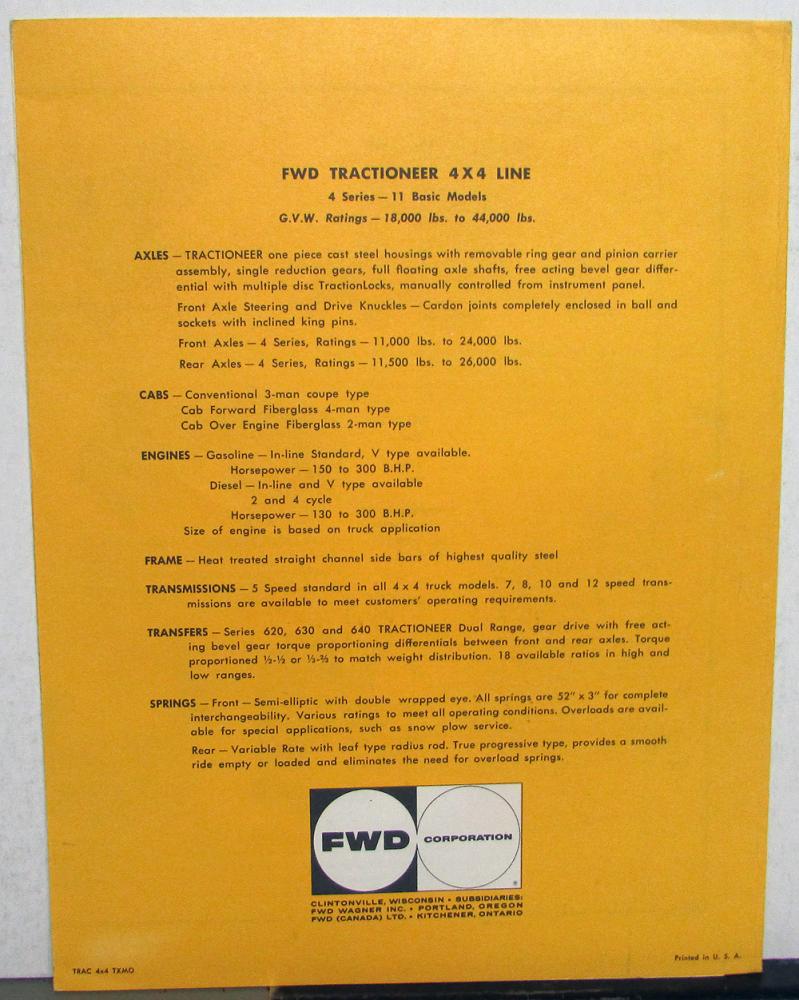 FWD TRACTIONEER 4X4 LINE
4 Series — 11 Basic Models
G.V.W. Ratings — 18,000 lbs. to 44,000 lbs.
AXLES — TRACTIONEER one piece cast steel housings with removable ring gear and pinion carrier
assembly, single reduction gears, full floating axle shafts, free acting bevel gear differ-
ential with multiple disc TractionLocks, manually controlled from instrument panel.
Front Axle Steering and Drive Knuckles — Cardon joints completely enclosed in ball and
sockets with inclined king pins.
Front Axles — 4 Series, Ratings — 11,000 lbs. to 24,000 lbs.
Rear Axles — 4 Series, Ratings — 11,500 lbs. to 26,000 lbs.
CABS — Conventional 3-man coupe type
Cab Forward Fiberglass 4-man type
Cab Over Engine Fiberglass 2-man type
ENGINES — Gasoline — In-line Standard, V type available.
Horsepower — 150 to 300 B.H.P.
Diesel — In-line and V type available
2 and 4 cycle
Horsepower — 130 to 300 B.H.P.
Size of engine is based on truck application
FRAME — Heat treated straight channel side bars of highest quality steel
TRANSMISSIONS — 5 Speed standard in all 4 x 4 truck models. 7, 8, 10 and 12 speed trans-
missions are available to meet customers' operating requirements.
TRANSFERS — Series 620, 630 and 640 TRACTIONEER Dual Range, gear drive with free act-
ing bevel gear torque proportioning differentials between front and rear axles. Torque
proportioned ½-½ or ⅓-⅔ to match weight distribution. 18 available ratios in high and
low ranges.
SPRINGS — Front — Semi-elliptic with double wrapped eye. All springs are 52" x 3" for complete
interchangeability. Various ratings to meet all operating conditions. Overloads are avail-
able for special applications, such as snow plow service.
Rear — Variable Rate with leaf type radius rod. True progressive type, provides a smooth
ride empty or loaded and eliminates the need for overload springs.
FWD CORPORATION
®
CLINTONVILLE, WISCONSIN • SUBSIDIARIES:
FWD WAGNER INC. • PORTLAND, OREGON
FWD (CANADA) LTD. • KITCHENER, ONTARIO
TRAC 4x4 TXMO
Printed in U. S. A.